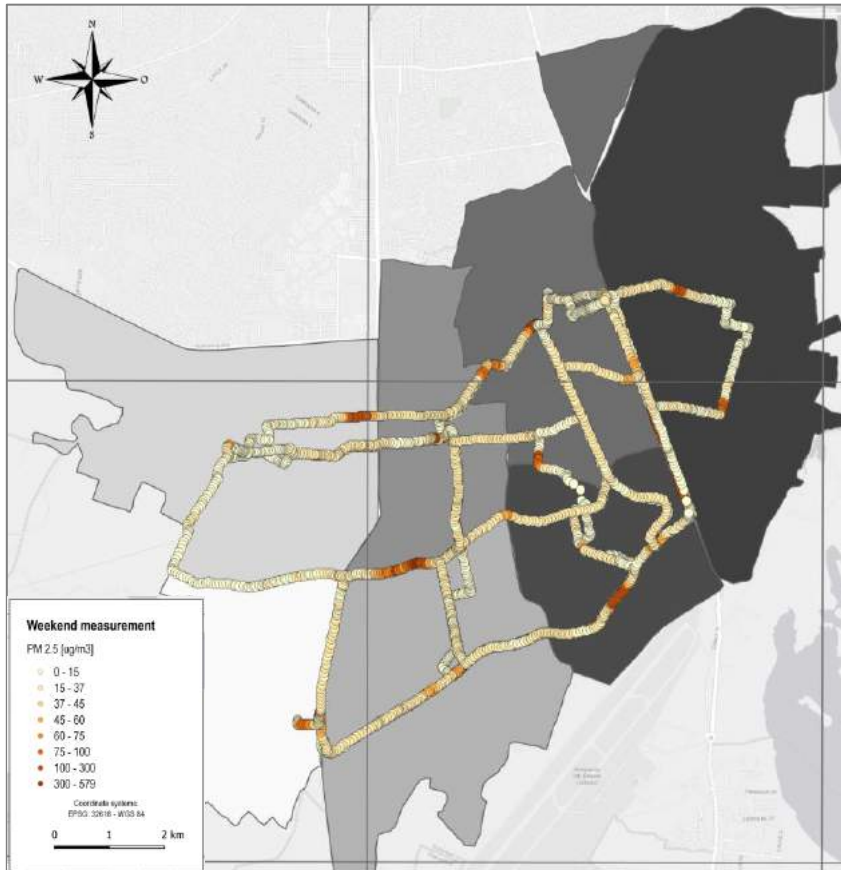 N
W
O
S
Weekend measurement
PM 2.5 [ug/m3]
0 - 15
15 - 37
37 - 45
45 - 60
60 - 75
75 - 100
100 - 300
300 - 579
Coordinate systems
EPSG: 32616 - WGS 84
0 1 2 km